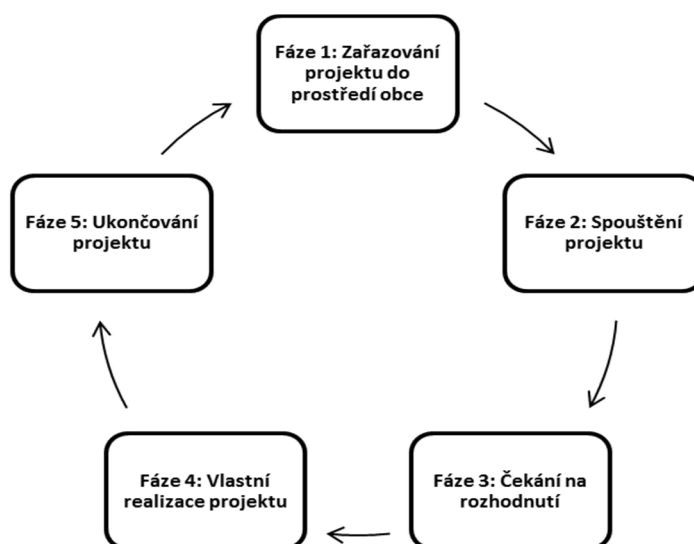 Fáze 1: Zařazování
projektu do
prostředí obce
Fáze 2: Spouštění
projektu
Fáze 3: Čekání na
rozhodnutí
Fáze 4: Vlastní
realizace projektu
Fáze 5: Ukončování
projektu